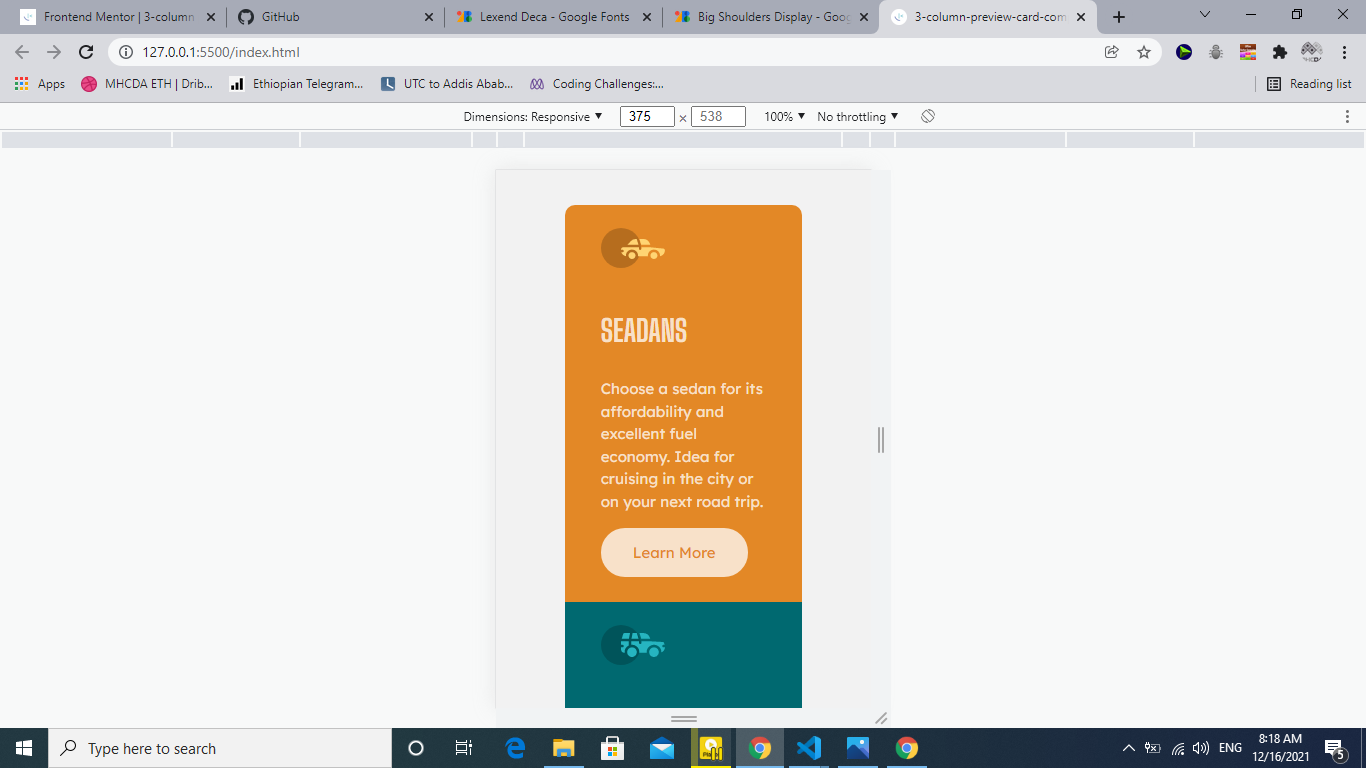 Frontend Mentor | 3-column
GitHub
Lexend Deca - Google Fonts
Big Shoulders Display - Goog
3-column-preview-card-com
127.0.0.1:5500/index.html
Apps
MHCDA ETH | Drib...
Ethiopian Telegram...
UTC to Addis Abab...
Coding Challenges:...
Reading list
Dimensions: Responsive
375 × 538
100%
No throttling
SEADANS
Choose a sedan for its
affordability and
excellent fuel
economy. Idea for
cruising in the city or
on your next road trip.
Learn More
Type here to search
ENG
8:18 AM
12/16/2021
5